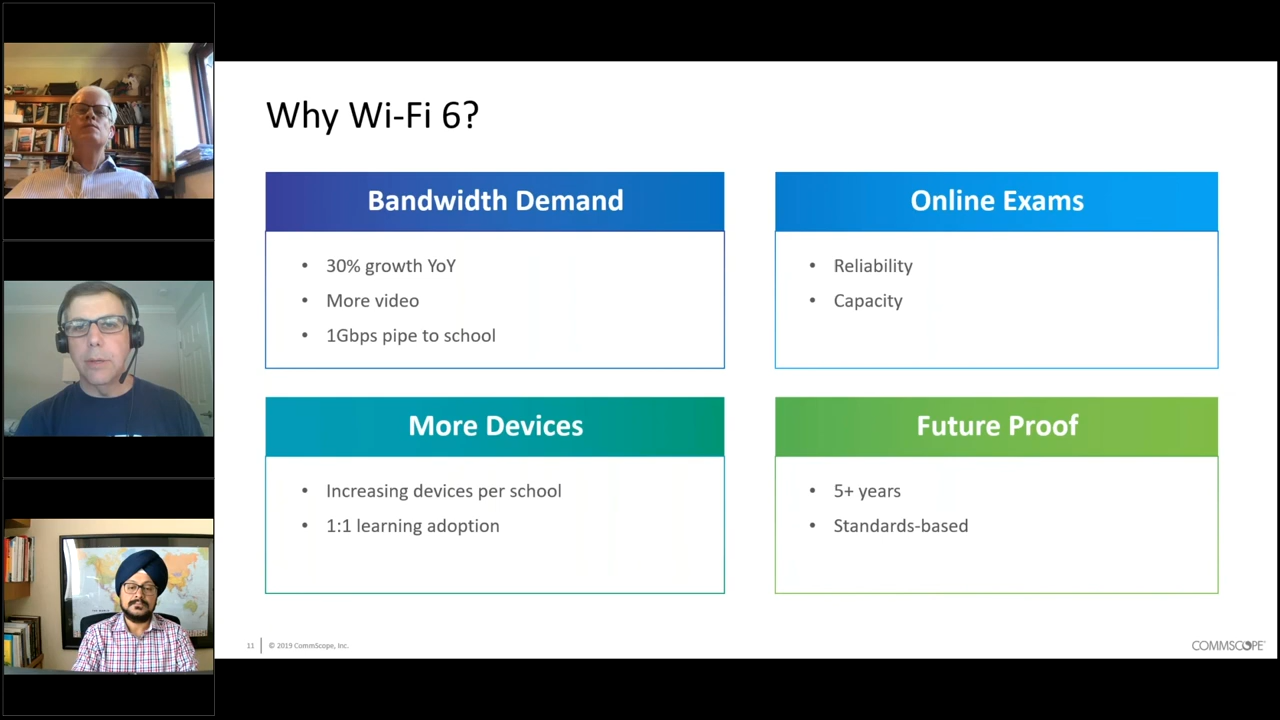 Why Wi-Fi 6?
Bandwidth Demand
• 30% growth YoY
• More video
• 1Gbps pipe to school
Online Exams
• Reliability
• Capacity
More Devices
• Increasing devices per school
• 1:1 learning adoption
Future Proof
• 5+ years
• Standards-based
11 © 2019 CommScope, Inc.
COMMSCOPE